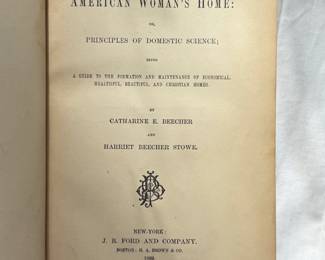 AMERICAN WOMAN'S HOME:
OR,
PRINCIPLES OF DOMESTIC SCIENCE;
BEING
A GUIDE TO THE FORMATION AND MAINTENANCE OF ECONOMICAL,
HEALTHFUL, BEAUTIFUL, AND CHRISTIAN HOMES.
BY
CATHARINE E. BEECHER
AND
HARRIET BEECHER STOWE.
NEW-YORK:
J. B. FORD AND COMPANY.
BOSTON: H. A. BROWN & CO.
1869.